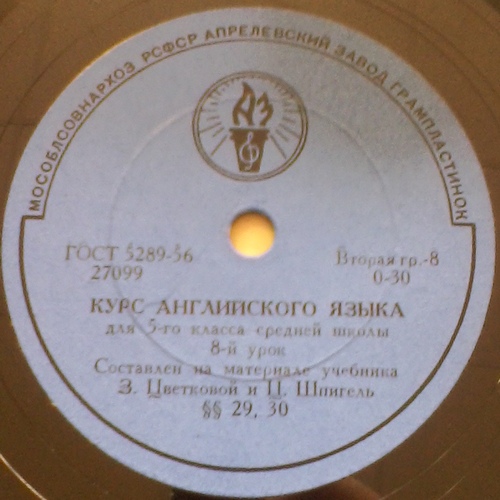 МОСОБЛСОВНАРХОЗ РСФСР АПРЕЛЕВСКИЙ ЗАВОД ГРАМПЛАСТИНОК
АЗ
ГОСТ 5289-56
27099
Вторая гр.-8
0-30
КУРС АНГЛИЙСКОГО ЯЗЫКА
для 5-го класса средней школы
8-й урок
Составлен на материале учебника
З. Цветковой и Ц. Шпигель
§§ 29, 30